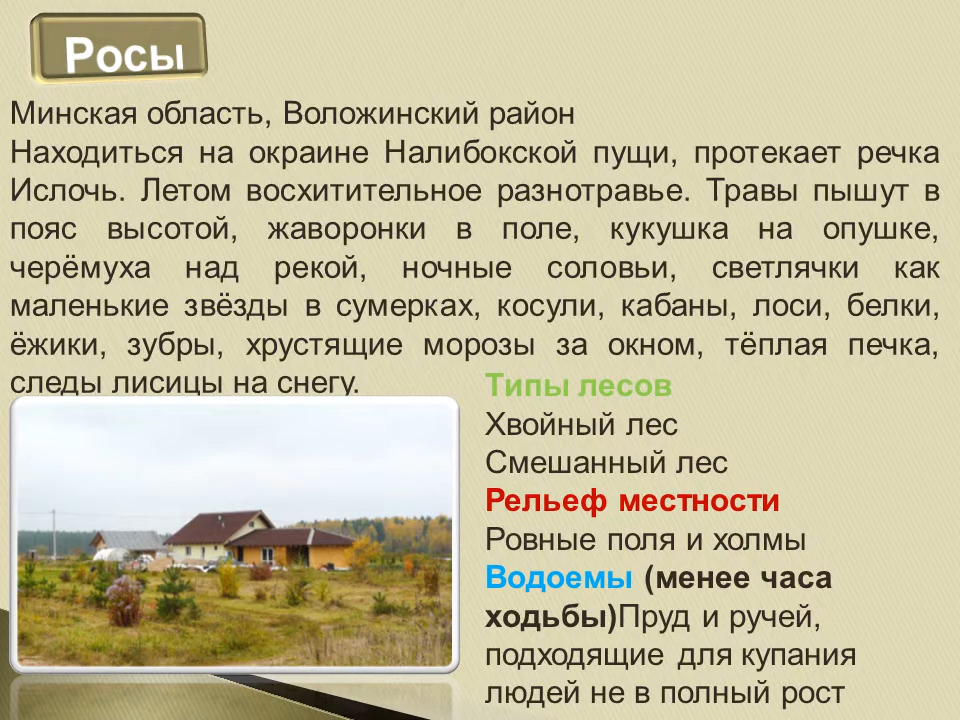 Росы
Минская область, Воложинский район
Находиться на окраине Налибокской пущи, протекает речка
Ислочь. Летом восхитительное разнотравье. Травы пышут в
пояс высотой, жаворонки в поле, кукушка на опушке,
черёмуха над рекой, ночные соловьи, светлячки как
маленькие звёзды в сумерках, косули, кабаны, лоси, белки,
ёжики, зубры, хрустящие морозы за окном, тёплая печка,
следы лисицы на снегу.
Типы лесов
Хвойный лес
Смешанный лес
Рельеф местности
Ровные поля и холмы
Водоемы (менее часа
ходьбы)Пруд и ручей,
подходящие для купания
людей не в полный рост